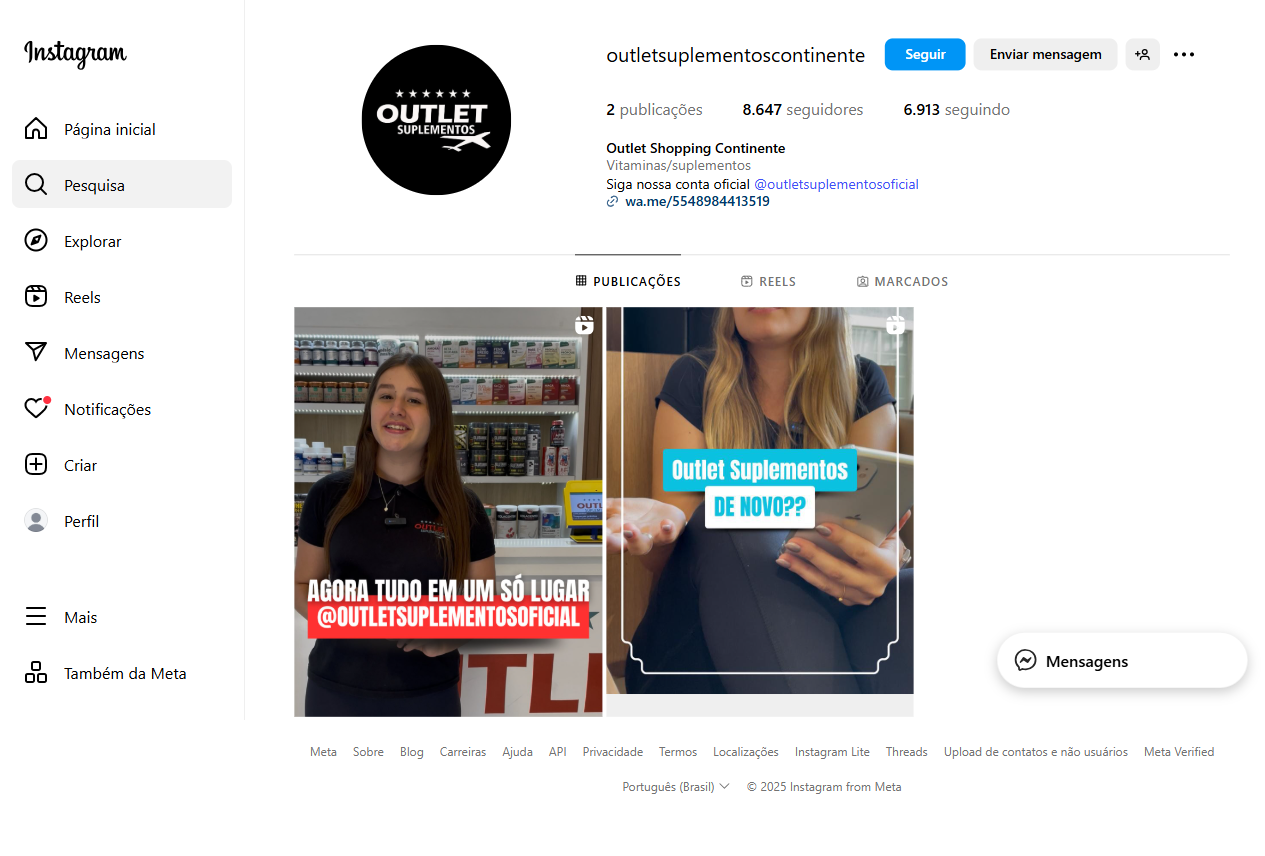 Instagram
Página inicial
Pesquisa
Explorar
Reels
Mensagens
Notificações
Criar
Perfil
Mais
Também da Meta
OUTLET
SUPLEMENTOS
outletsuplementoscontinente
Seguir
Enviar mensagem
2 publicações
8.647 seguidores
6.913 seguindo
Outlet Shopping Continente
Vitaminas/suplementos
Siga nossa conta oficial @outletsuplementosoficial
wa.me/5548984413519
PUBLICAÇÕES
REELS
MARCADOS
AGORA TUDO EM UM SÓ LUGAR
@OUTLETSUPLEMENTOSOFICIAL
Outlet Suplementos
DE NOVO??
Mensagens
Meta Sobre Blog Carreiras Ajuda API Privacidade Termos Localizações Instagram Lite Threads Upload de contatos e não usuários Meta Verified
Português (Brasil) © 2025 Instagram from Meta